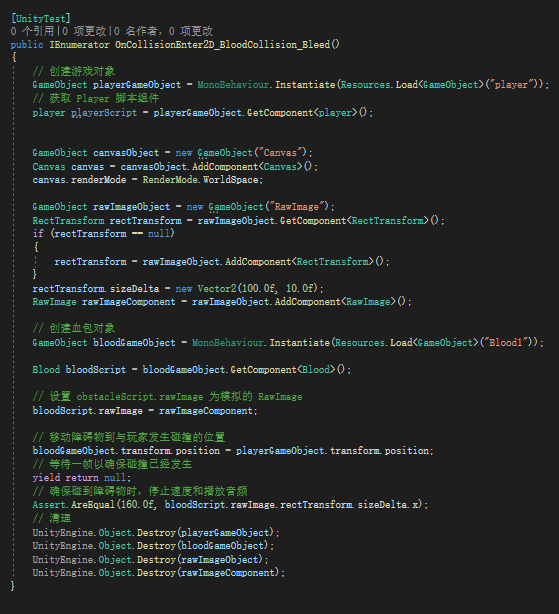 [UnityTest]
0 个引用|0 项更改|0 名作者, 0 项更改
public IEnumerator OnCollisionEnter2D_BloodCollision_Bleed()
{
// 创建游戏对象
GameObject playerGameObject = MonoBehaviour.Instantiate(Resources.Load<GameObject>("player"));
// 获取 Player 脚本组件
player playerScript = playerGameObject.GetComponent<player>();
GameObject canvasObject = new GameObject("Canvas");
Canvas canvas = canvasObject.AddComponent<Canvas>();
canvas.renderMode = RenderMode.WorldSpace;
GameObject rawImageObject = new GameObject("RawImage");
RectTransform rectTransform = rawImageObject.GetComponent<RectTransform>();
if (rectTransform == null)
{
rectTransform = rawImageObject.AddComponent<RectTransform>();
}
rectTransform.sizeDelta = new Vector2(100.0f, 10.0f);
RawImage rawImageComponent = rawImageObject.AddComponent<RawImage>();
// 创建血包对象
GameObject bloodGameObject = MonoBehaviour.Instantiate(Resources.Load<GameObject>("Blood1"));
Blood bloodScript = bloodGameObject.GetComponent<Blood>();
// 设置 obstacleScript.rawImage 为模拟的 RawImage
bloodScript.rawImage = rawImageComponent;
// 移动障碍物到与玩家发生碰撞的位置
bloodGameObject.transform.position = playerGameObject.transform.position;
// 等待一帧以确保碰撞已经发生
yield return null;
// 确保碰到障碍物时，停止速度和播放音频
Assert.AreEqual(160.0f, bloodScript.rawImage.rectTransform.sizeDelta.x);
// 清理
UnityEngine.Object.Destroy(playerGameObject);
UnityEngine.Object.Destroy(bloodGameObject);
UnityEngine.Object.Destroy(rawImageObject);
UnityEngine.Object.Destroy(rawImageComponent);
}